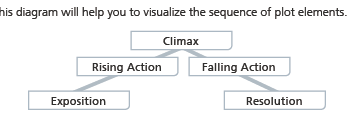 his diagram will help you to visualize the sequence of plot elements.
Climax
Rising Action Falling Action
Exposition Resolution